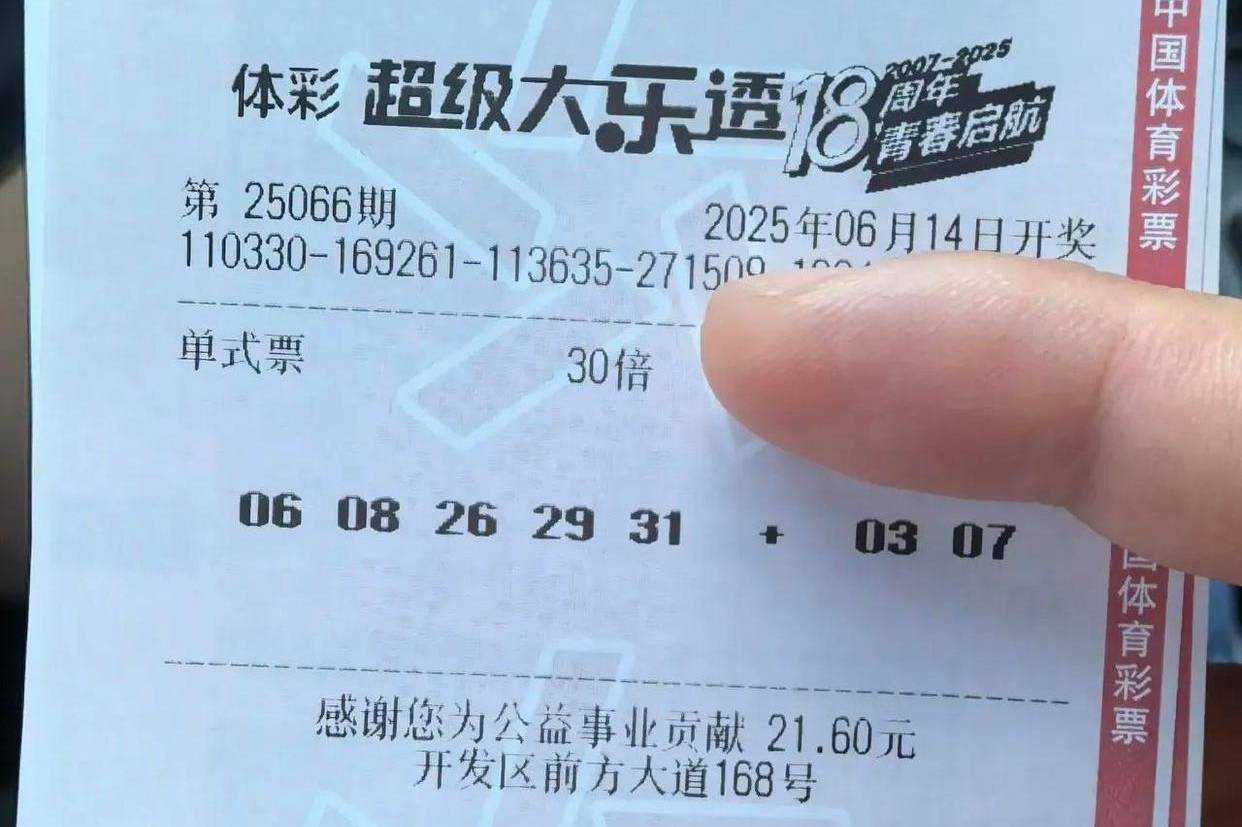 体彩 超级大乐透 18周年 2007-2025 青春启航
第 25066期 2025年06月14日开奖
110330-169261-113635-271509
单式票 30倍
06 08 26 29 31 + 03 07
感谢您为公益事业贡献 21.60元
开发区前方大道168号
中国体育彩票
国体育彩票